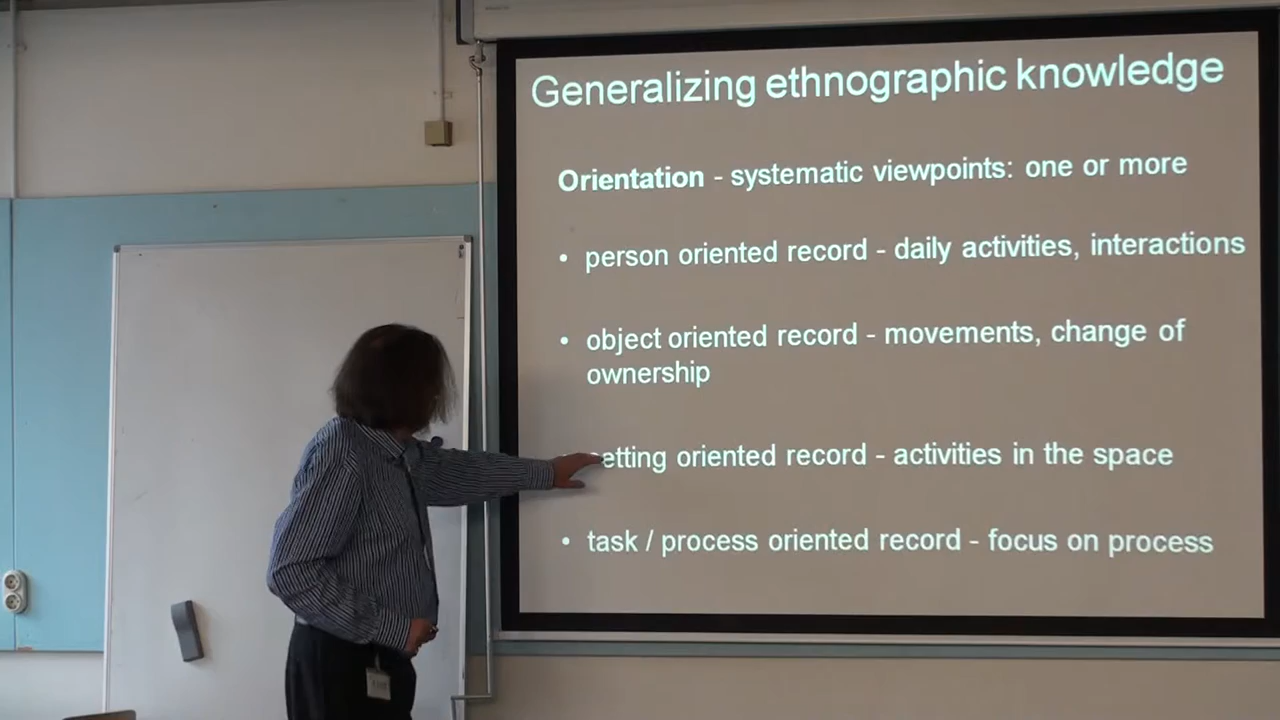 Generalizing ethnographic knowledge
Orientation - systematic viewpoints: one or more
• person oriented record - daily activities, interactions
• object oriented record - movements, change of
ownership
etting oriented record - activities in the space
• task / process oriented record - focus on process